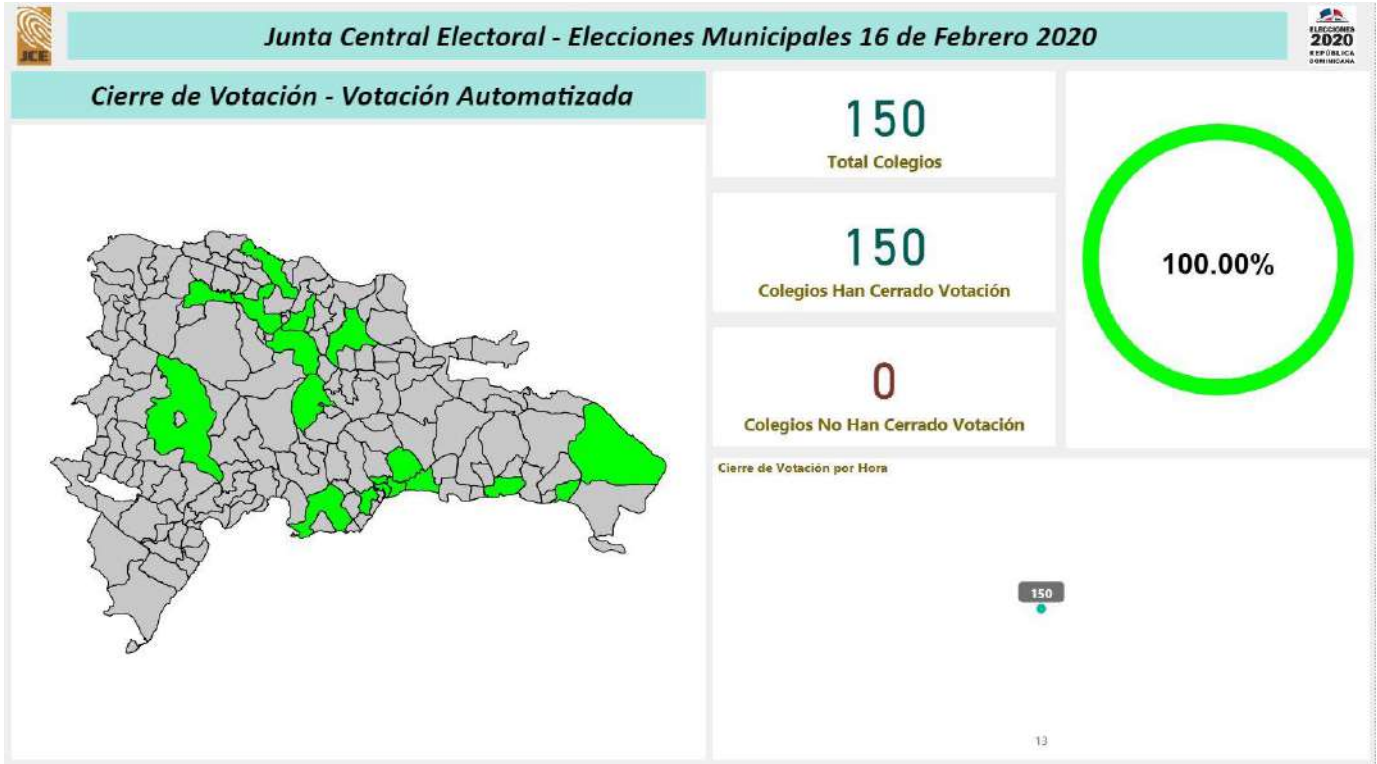 JCE
Junta Central Electoral - Elecciones Municipales 16 de Febrero 2020
ELECCIONES
2020
REPÚBLICA
DOMINICANA
Cierre de Votación - Votación Automatizada
150
Total Colegios
150
Colegios Han Cerrado Votación
0
Colegios No Han Cerrado Votación
100.00%
Cierre de Votación por Hora
150
13